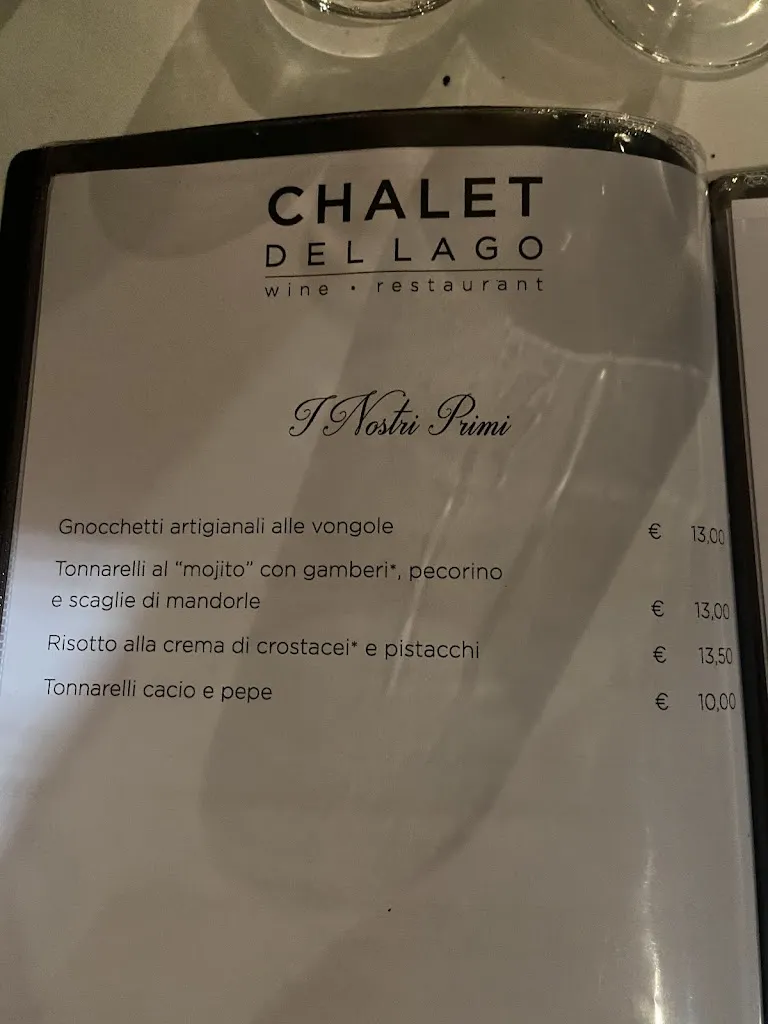 CHALET
DEL LAGO
wine • restaurant
I Nostri Primi
Gnocchetti artigianali alle vongole € 13,00
Tonnarelli al “mojito” con gamberi*, pecorino
e scaglie di mandorle € 13,00
Risotto alla crema di crostacei* e pistacchi € 13,50
Tonnarelli cacio e pepe € 10,00